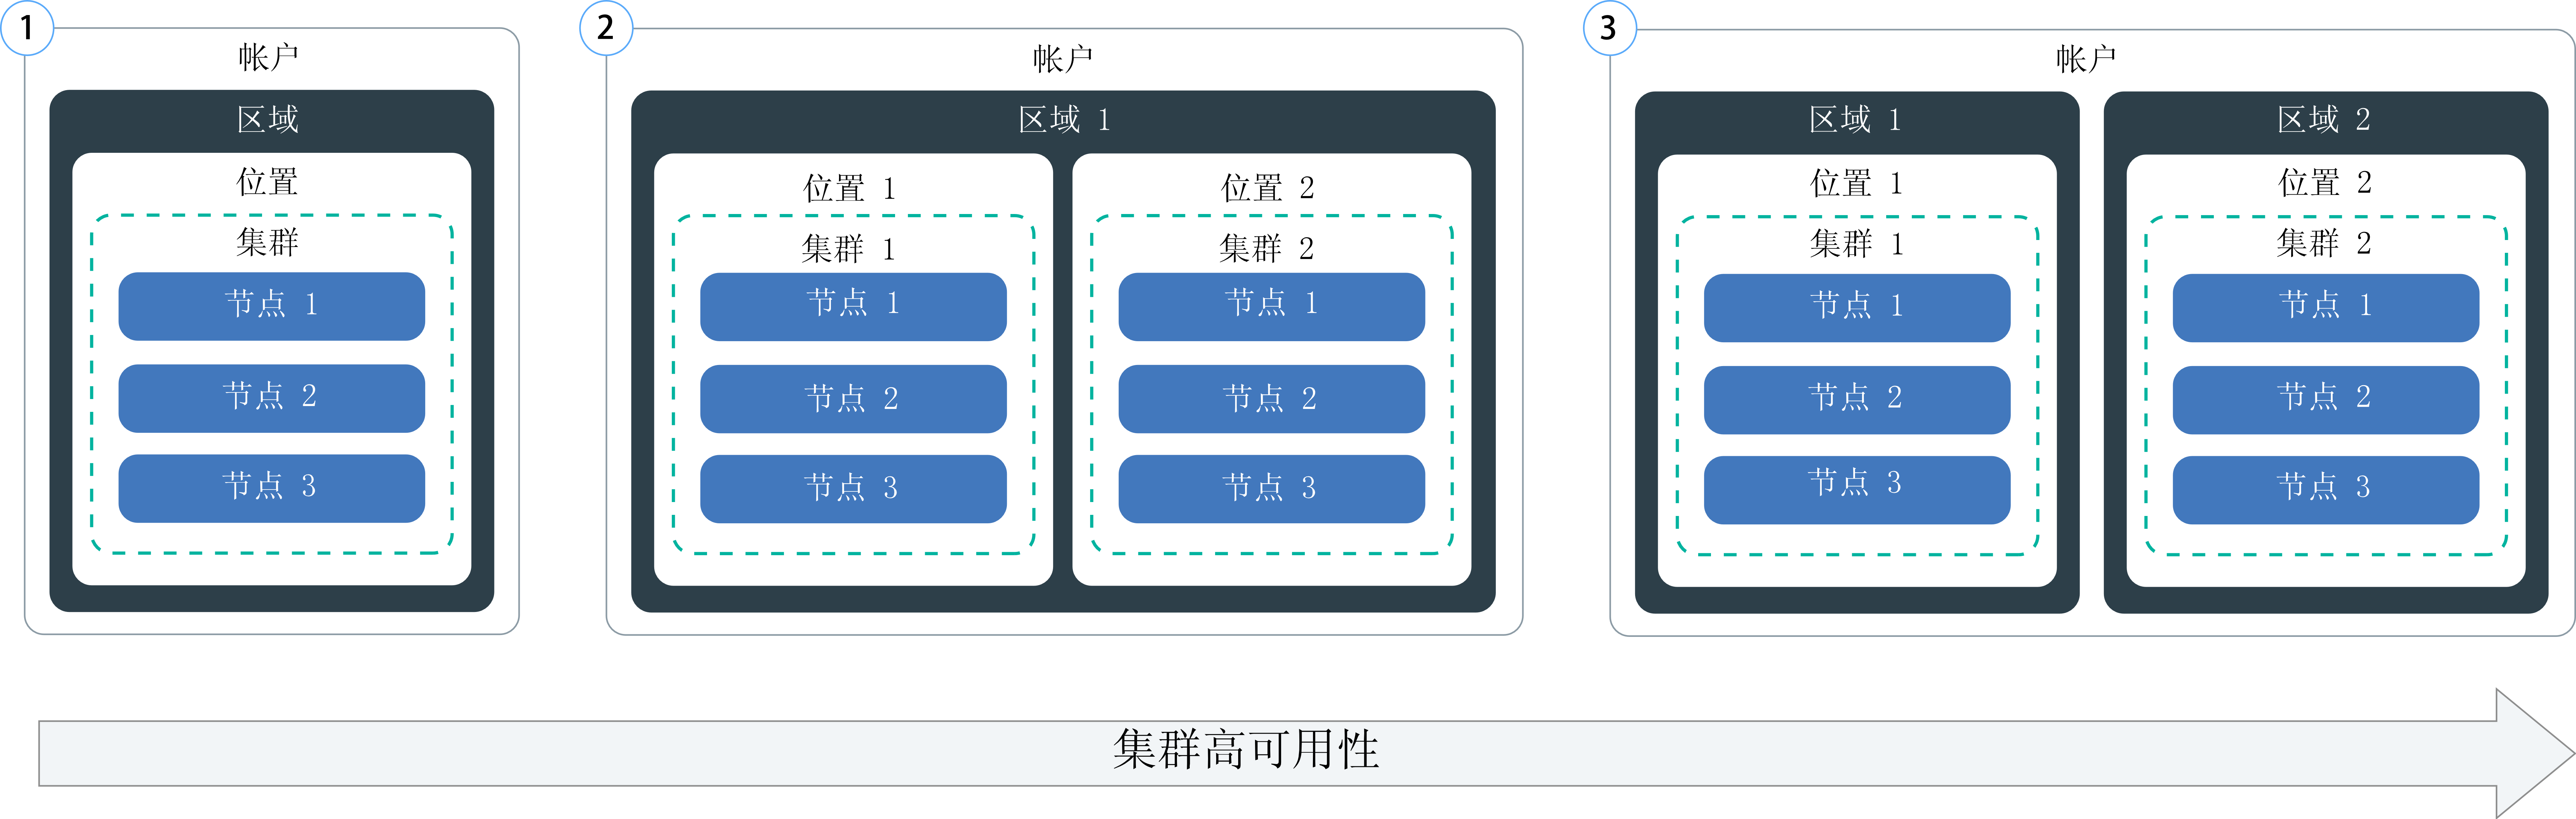 1
帐户
区域
位置
集群
节点 1
节点 2
节点 3
2
帐户
区域 1
位置 1
集群 1
节点 1
节点 2
节点 3
位置 2
集群 2
节点 1
节点 2
节点 3
3
帐户
区域 1
位置 1
集群 1
节点 1
节点 2
节点 3
区域 2
位置 2
集群 2
节点 1
节点 2
节点 3
集群高可用性